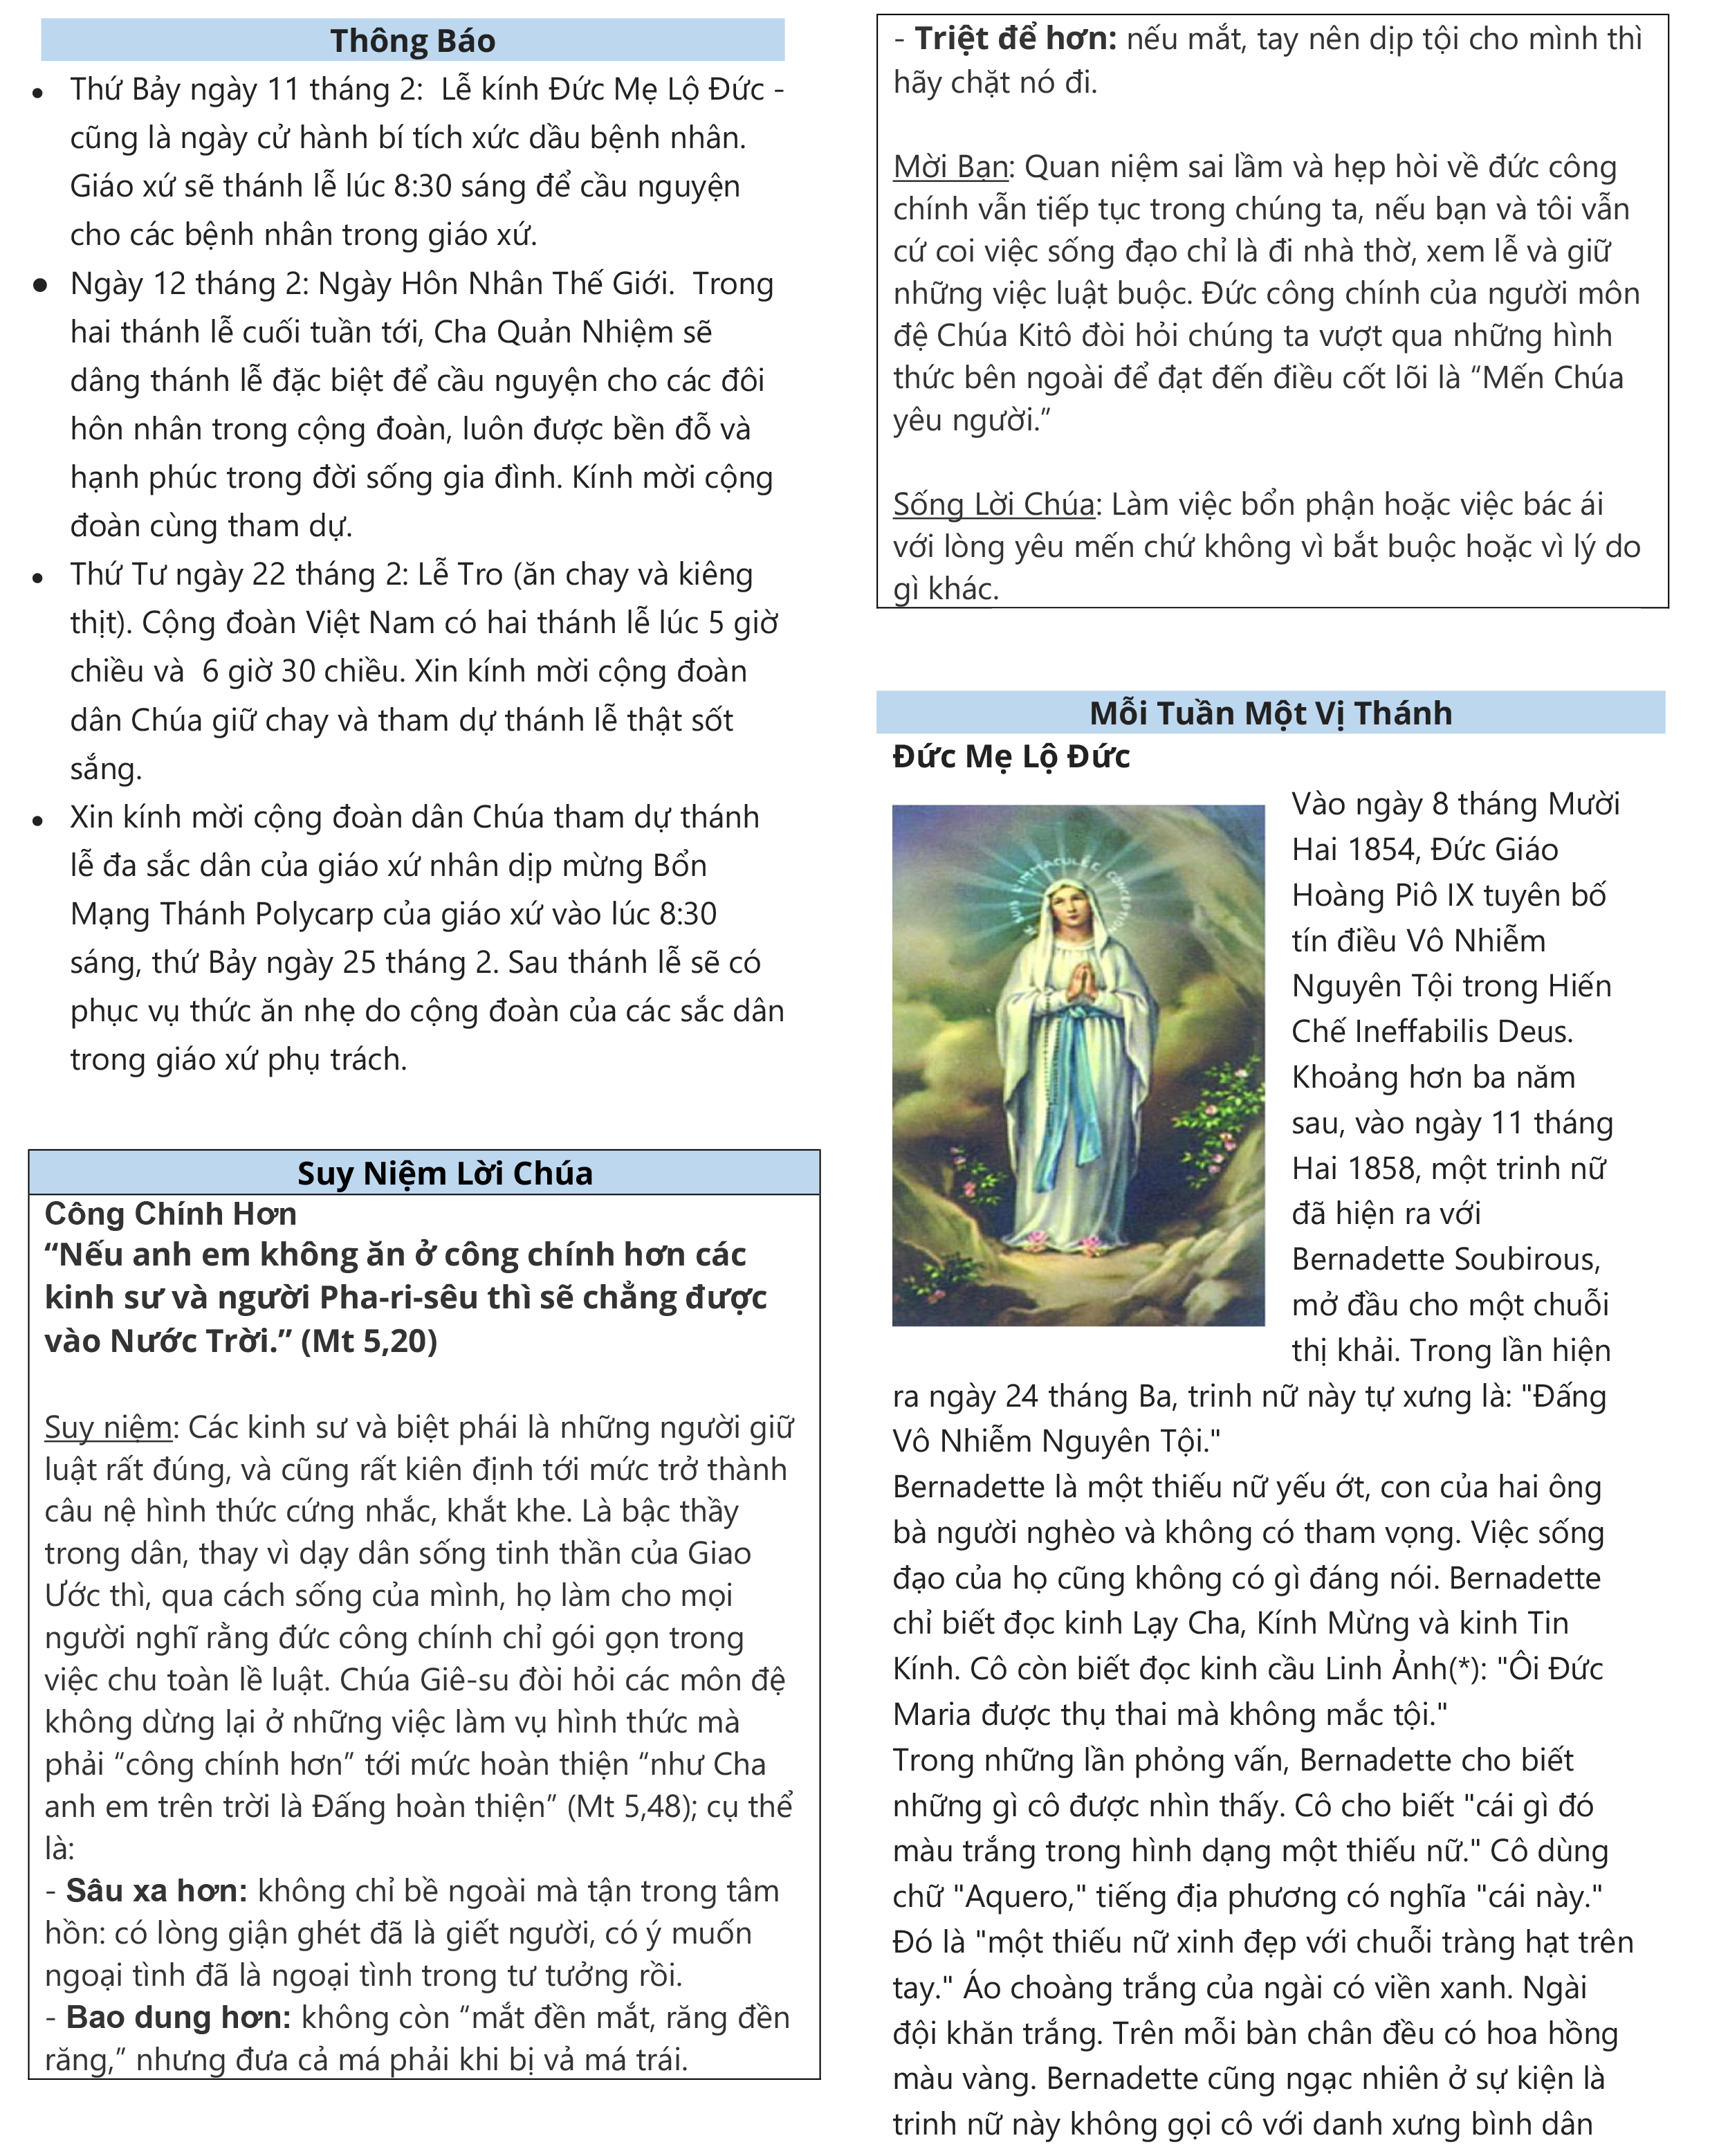 Thông Báo
● Thứ Bảy ngày 11 tháng 2:  Lễ kính Đức Mẹ Lộ Đức -
cũng là ngày cử hành bí tích xức dầu bệnh nhân.
Giáo xứ sẽ thánh lễ lúc 8:30 sáng để cầu nguyện
cho các bệnh nhân trong giáo xứ.
● Ngày 12 tháng 2: Ngày Hôn Nhân Thế Giới.  Trong
hai thánh lễ cuối tuần tới, Cha Quản Nhiệm sẽ
dâng thánh lễ đặc biệt để cầu nguyện cho các đôi
hôn nhân trong cộng đoàn, luôn được bền đỗ và
hạnh phúc trong đời sống gia đình. Kính mời cộng
đoàn cùng tham dự.
● Thứ Tư ngày 22 tháng 2: Lễ Tro (ăn chay và kiêng
thịt). Cộng đoàn Việt Nam có hai thánh lễ lúc 5 giờ
chiều và  6 giờ 30 chiều. Xin kính mời cộng đoàn
dân Chúa giữ chay và tham dự thánh lễ thật sốt
sắng.
● Xin kính mời cộng đoàn dân Chúa tham dự thánh
lễ đa sắc dân của giáo xứ nhân dịp mừng Bổn
Mạng Thánh Polycarp của giáo xứ vào lúc 8:30
sáng, thứ Bảy ngày 25 tháng 2. Sau thánh lễ sẽ có
phục vụ thức ăn nhẹ do cộng đoàn của các sắc dân
trong giáo xứ phụ trách.
Suy Niệm Lời Chúa
Công Chính Hơn
“Nếu anh em không ăn ở công chính hơn các
kinh sư và người Pha-ri-sêu thì sẽ chẳng được
vào Nước Trời.” (Mt 5,20)
Suy niệm: Các kinh sư và biệt phái là những người giữ
luật rất đúng, và cũng rất kiên định tới mức trở thành
câu nệ hình thức cứng nhắc, khắt khe. Là bậc thầy
trong dân, thay vì dạy dân sống tinh thần của Giao
Ước thì, qua cách sống của mình, họ làm cho mọi
người nghĩ rằng đức công chính chỉ gói gọn trong
việc chu toàn lề luật. Chúa Giê-su đòi hỏi các môn đệ
không dừng lại ở những việc làm vụ hình thức mà
phải “công chính hơn” tới mức hoàn thiện “như Cha
anh em trên trời là Đấng hoàn thiện” (Mt 5,48); cụ thể
là:
- Sâu xa hơn: không chỉ bề ngoài mà tận trong tâm
hồn: có lòng giận ghét đã là giết người, có ý muốn
ngoại tình đã là ngoại tình trong tư tưởng rồi.
- Bao dung hơn: không còn “mắt đền mắt, răng đền
răng,” nhưng đưa cả má phải khi bị vả má trái.
- Triệt để hơn: nếu mắt, tay nên dịp tội cho mình thì
hãy chặt nó đi.
Mời Bạn: Quan niệm sai lầm và hẹp hòi về đức công
chính vẫn tiếp tục trong chúng ta, nếu bạn và tôi vẫn
cứ coi việc sống đạo chỉ là đi nhà thờ, xem lễ và giữ
những việc luật buộc. Đức công chính của người môn
đệ Chúa Kitô đòi hỏi chúng ta vượt qua những hình
thức bên ngoài để đạt đến điều cốt lõi là “Mến Chúa
yêu người.”
Sống Lời Chúa: Làm việc bổn phận hoặc việc bác ái
với lòng yêu mến chứ không vì bắt buộc hoặc vì lý do
gì khác.
Mỗi Tuần Một Vị Thánh
Đức Mẹ Lộ Đức
L'IMMACULÉE CONCEPTION
Vào ngày 8 tháng Mười
Hai 1854, Đức Giáo
Hoàng Piô IX tuyên bố
tín điều Vô Nhiễm
Nguyên Tội trong Hiến
Chế Ineffabilis Deus.
Khoảng hơn ba năm
sau, vào ngày 11 tháng
Hai 1858, một trinh nữ
đã hiện ra với
Bernadette Soubirous,
mở đầu cho một chuỗi
thị khải. Trong lần hiện
ra ngày 24 tháng Ba, trinh nữ này tự xưng là: "Đấng
Vô Nhiễm Nguyên Tội."
Bernadette là một thiếu nữ yếu ớt, con của hai ông
bà người nghèo và không có tham vọng. Việc sống
đạo của họ cũng không có gì đáng nói. Bernadette
chỉ biết đọc kinh Lạy Cha, Kính Mừng và kinh Tin
Kính. Cô còn biết đọc kinh cầu Linh Ảnh(*): "Ôi Đức
Maria được thụ thai mà không mắc tội."
Trong những lần phỏng vấn, Bernadette cho biết
những gì cô được nhìn thấy. Cô cho biết "cái gì đó
màu trắng trong hình dạng một thiếu nữ." Cô dùng
chữ "Aquero," tiếng địa phương có nghĩa "cái này."
Đó là "một thiếu nữ xinh đẹp với chuỗi tràng hạt trên
tay." Áo choàng trắng của ngài có viền xanh. Ngài
đội khăn trắng. Trên mỗi bàn chân đều có hoa hồng
màu vàng. Bernadette cũng ngạc nhiên ở sự kiện là
trinh nữ này không gọi cô với danh xưng bình dân